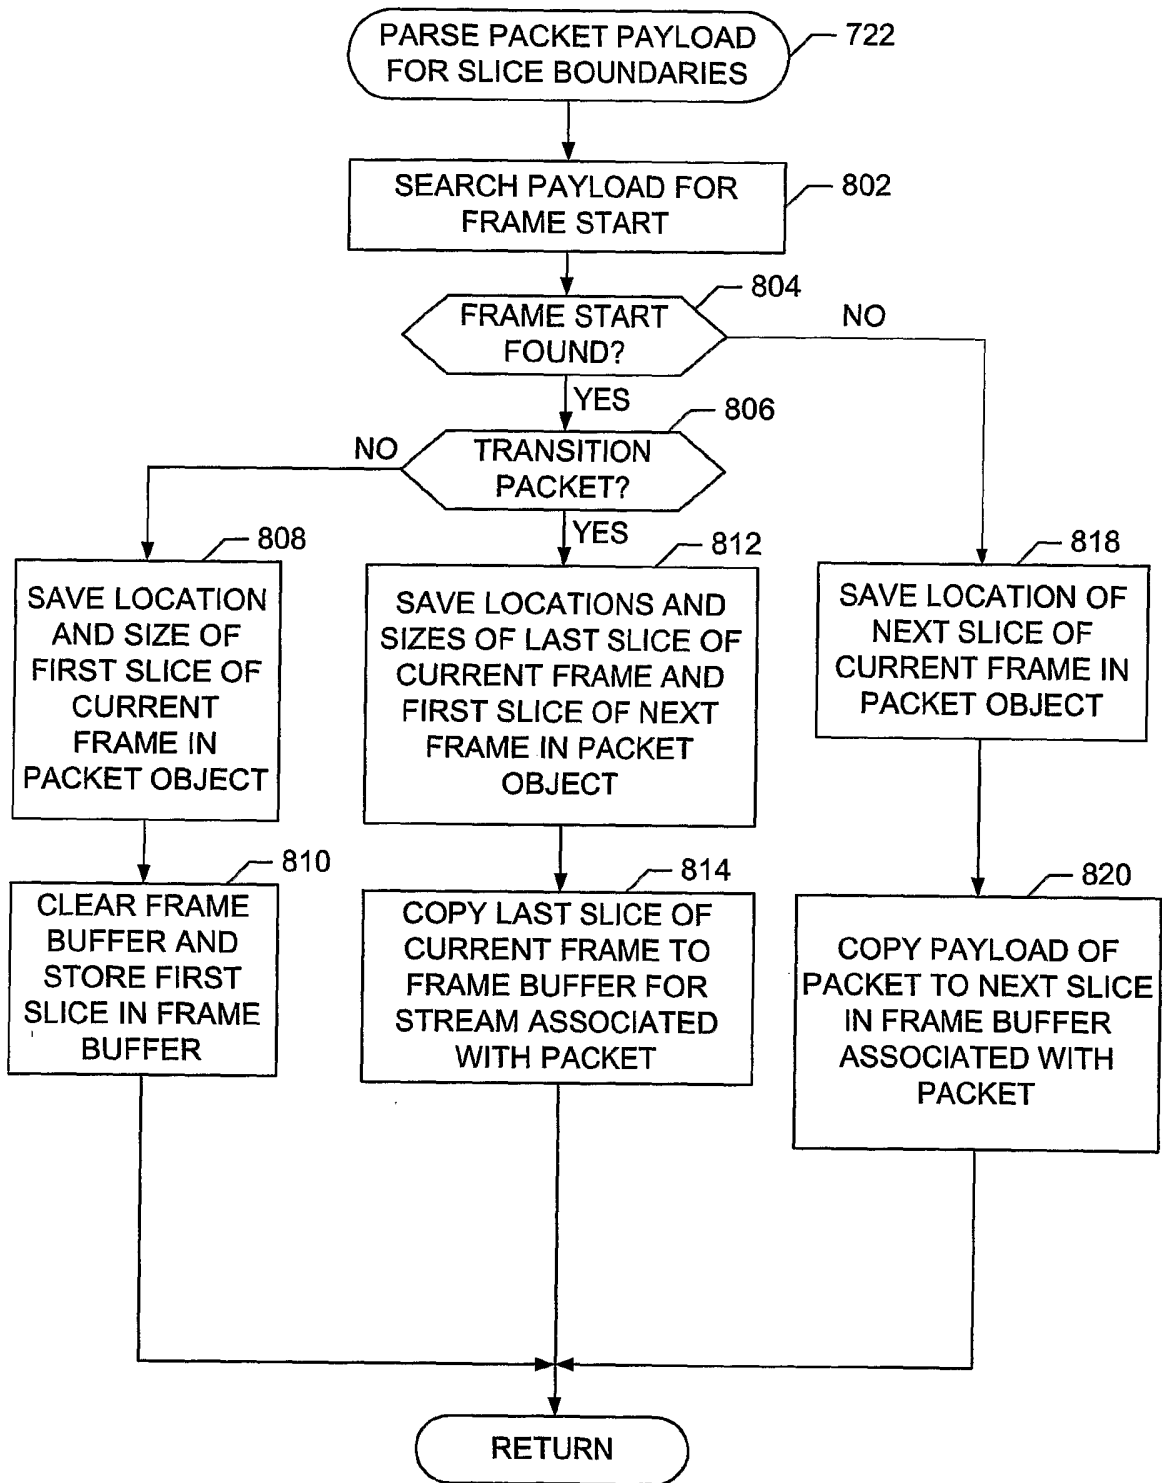 PARSE PACKET PAYLOAD
FOR SLICE BOUNDARIES
722
SEARCH PAYLOAD FOR
FRAME START
802
804
FRAME START
FOUND?
NO
YES
806
NO
TRANSITION
PACKET?
YES
808
SAVE LOCATION
AND SIZE OF
FIRST SLICE OF
CURRENT
FRAME IN
PACKET OBJECT
812
SAVE LOCATIONS AND
SIZES OF LAST SLICE OF
CURRENT FRAME AND
FIRST SLICE OF NEXT
FRAME IN PACKET
OBJECT
818
SAVE LOCATION OF
NEXT SLICE OF
CURRENT FRAME IN
PACKET OBJECT
810
CLEAR FRAME
BUFFER AND
STORE FIRST
SLICE IN FRAME
BUFFER
814
COPY LAST SLICE OF
CURRENT FRAME TO
FRAME BUFFER FOR
STREAM ASSOCIATED
WITH PACKET
820
COPY PAYLOAD OF
PACKET TO NEXT SLICE
IN FRAME BUFFER
ASSOCIATED WITH
PACKET
RETURN